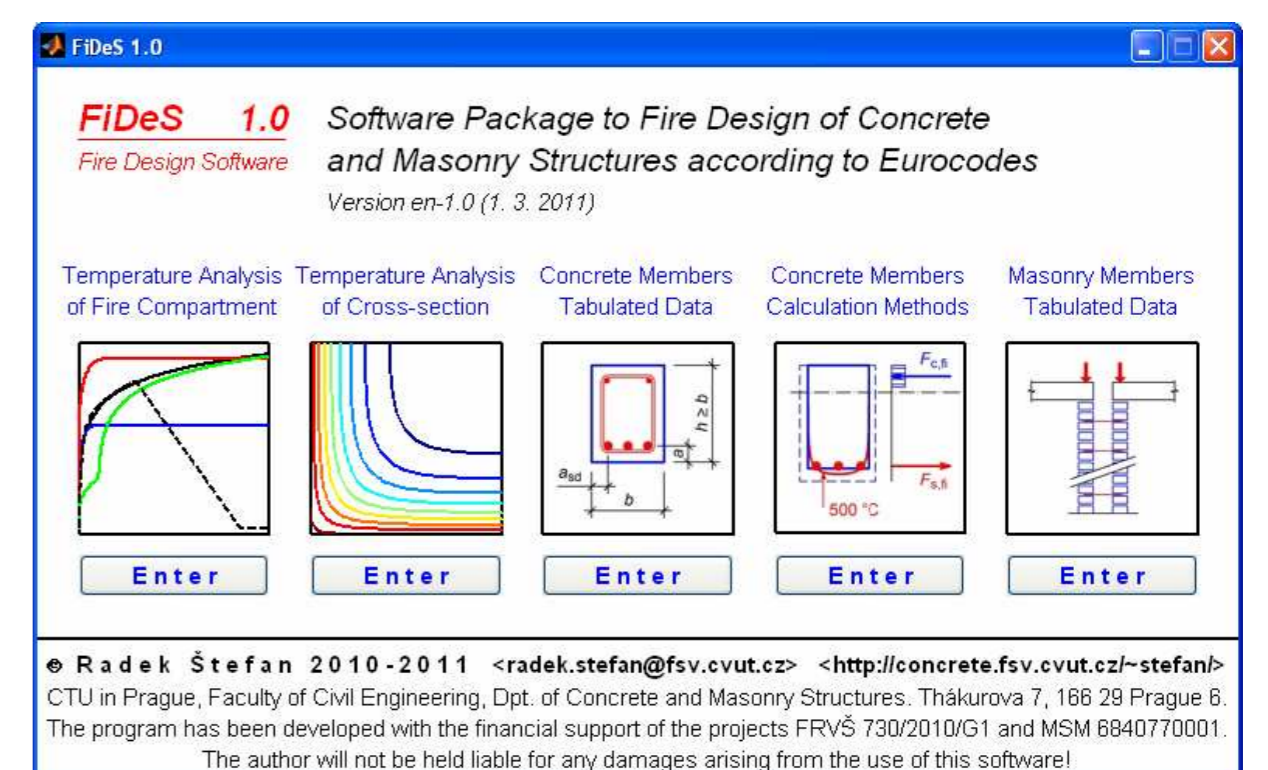 FiDeS 1.0
FiDeS 1.0
Fire Design Software
Software Package to Fire Design of Concrete
and Masonry Structures according to Eurocodes
Version en-1.0 (1. 3. 2011)
Temperature Analysis
of Fire Compartment
Temperature Analysis
of Cross-section
Concrete Members
Tabulated Data
Concrete Members
Calculation Methods
Masonry Members
Tabulated Data
h ≥ b
a
asd
b
Fc,fi
Fs,fi
500 °C
Enter
Enter
Enter
Enter
Enter
© Radek Štefan 2010-2011 <radek.stefan@fsv.cvut.cz> <http://concrete.fsv.cvut.cz/~stefan/>
CTU in Prague, Faculty of Civil Engineering, Dpt. of Concrete and Masonry Structures. Thákurova 7, 166 29 Prague 6.
The program has been developed with the financial support of the projects FRVŠ 730/2010/G1 and MSM 6840770001.
The author will not be held liable for any damages arising from the use of this software!